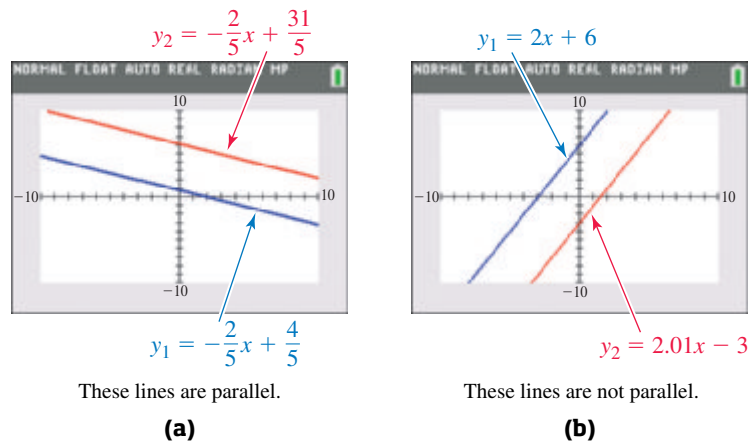 y₂ = −2/5x + 31/5
NORMAL FLOAT AUTO REAL RADIAN MP
10
−10
10
−10
y₁ = −2/5x + 4/5
These lines are parallel.
(a)
y₁ = 2x + 6
NORMAL FLOAT AUTO REAL RADIAN MP
10
−10
10
−10
y₂ = 2.01x − 3
These lines are not parallel.
(b)